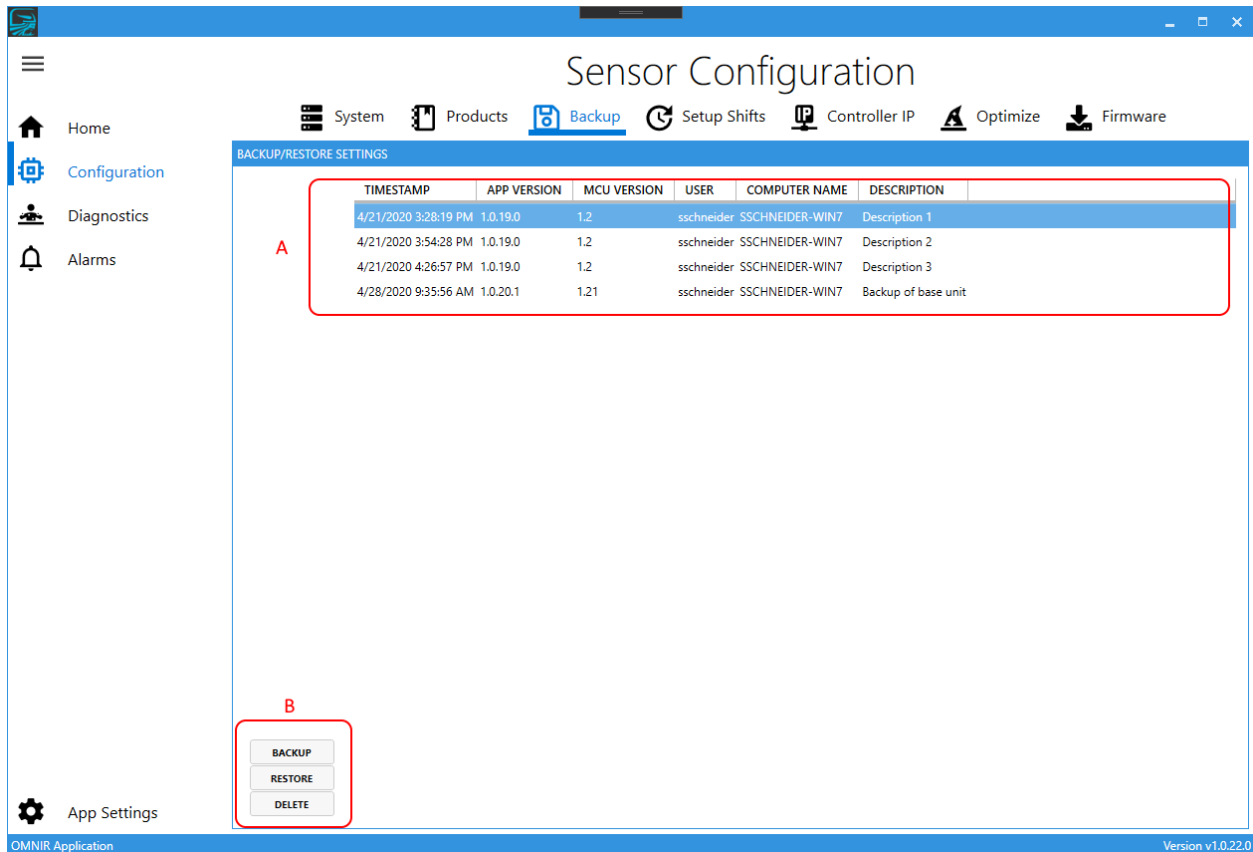 Sensor Configuration
System Products Backup Setup Shifts Controller IP Optimize Firmware
Home
Configuration
Diagnostics
Alarms
BACKUP/RESTORE SETTINGS
A
TIMESTAMP APP VERSION MCU VERSION USER COMPUTER NAME DESCRIPTION
4/21/2020 3:28:19 PM 1.0.19.0 1.2 sschneider SSCHNEIDER-WIN7 Description 1
4/21/2020 3:54:28 PM 1.0.19.0 1.2 sschneider SSCHNEIDER-WIN7 Description 2
4/21/2020 4:26:57 PM 1.0.19.0 1.2 sschneider SSCHNEIDER-WIN7 Description 3
4/28/2020 9:35:56 AM 1.0.20.1 1.21 sschneider SSCHNEIDER-WIN7 Backup of base unit
B
BACKUP
RESTORE
DELETE
App Settings
OMNIR Application Version v1.0.22.0